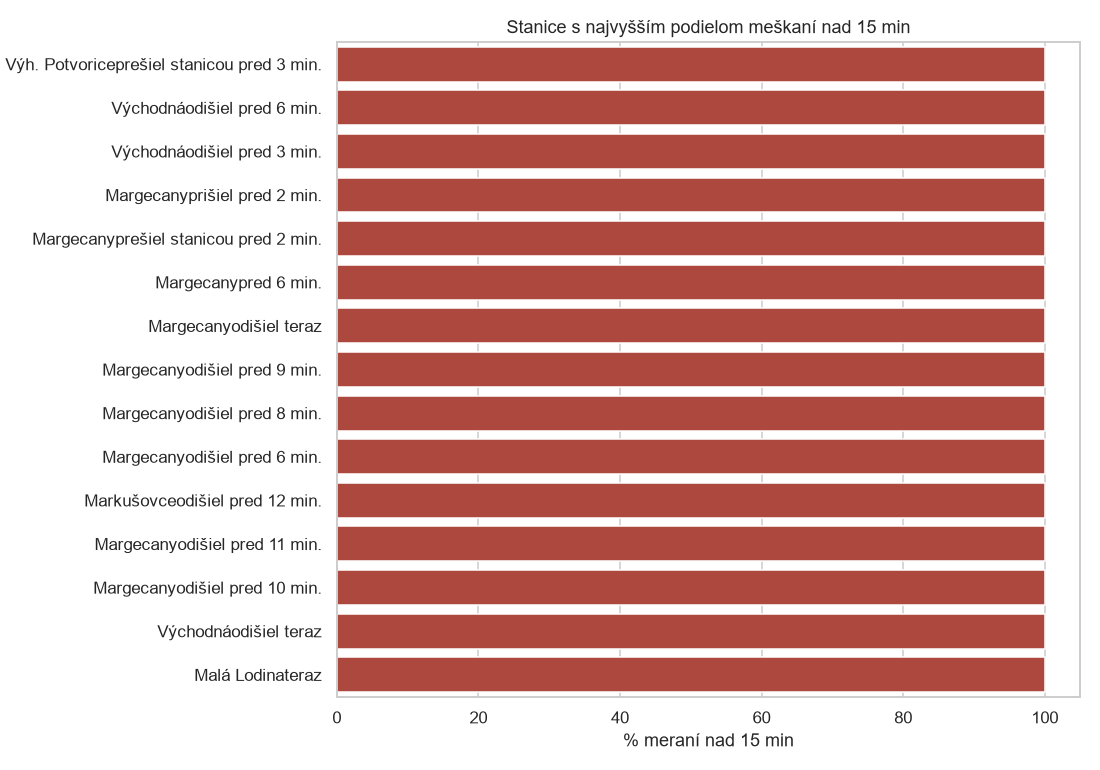 Stanice s najvyšším podielom meškaní nad 15 min
Výh. Potvoriceprešiel stanicou pred 3 min.
Východnáodišiel pred 6 min.
Východnáodišiel pred 3 min.
Margecanyprišiel pred 2 min.
Margecanyprešiel stanicou pred 2 min.
Margecanypred 6 min.
Margecanyodišiel teraz
Margecanyodišiel pred 9 min.
Margecanyodišiel pred 8 min.
Margecanyodišiel pred 6 min.
Markušovceodišiel pred 12 min.
Margecanyodišiel pred 11 min.
Margecanyodišiel pred 10 min.
Východnáodišiel teraz
Malá Lodinateraz
0 20 40 60 80 100
% meraní nad 15 min